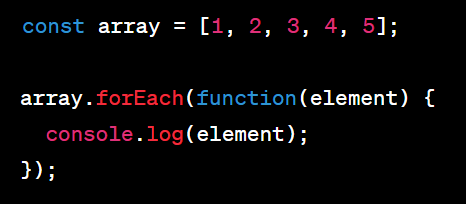 const array = [1, 2, 3, 4, 5];
array.forEach(function(element) {
console.log(element);
});